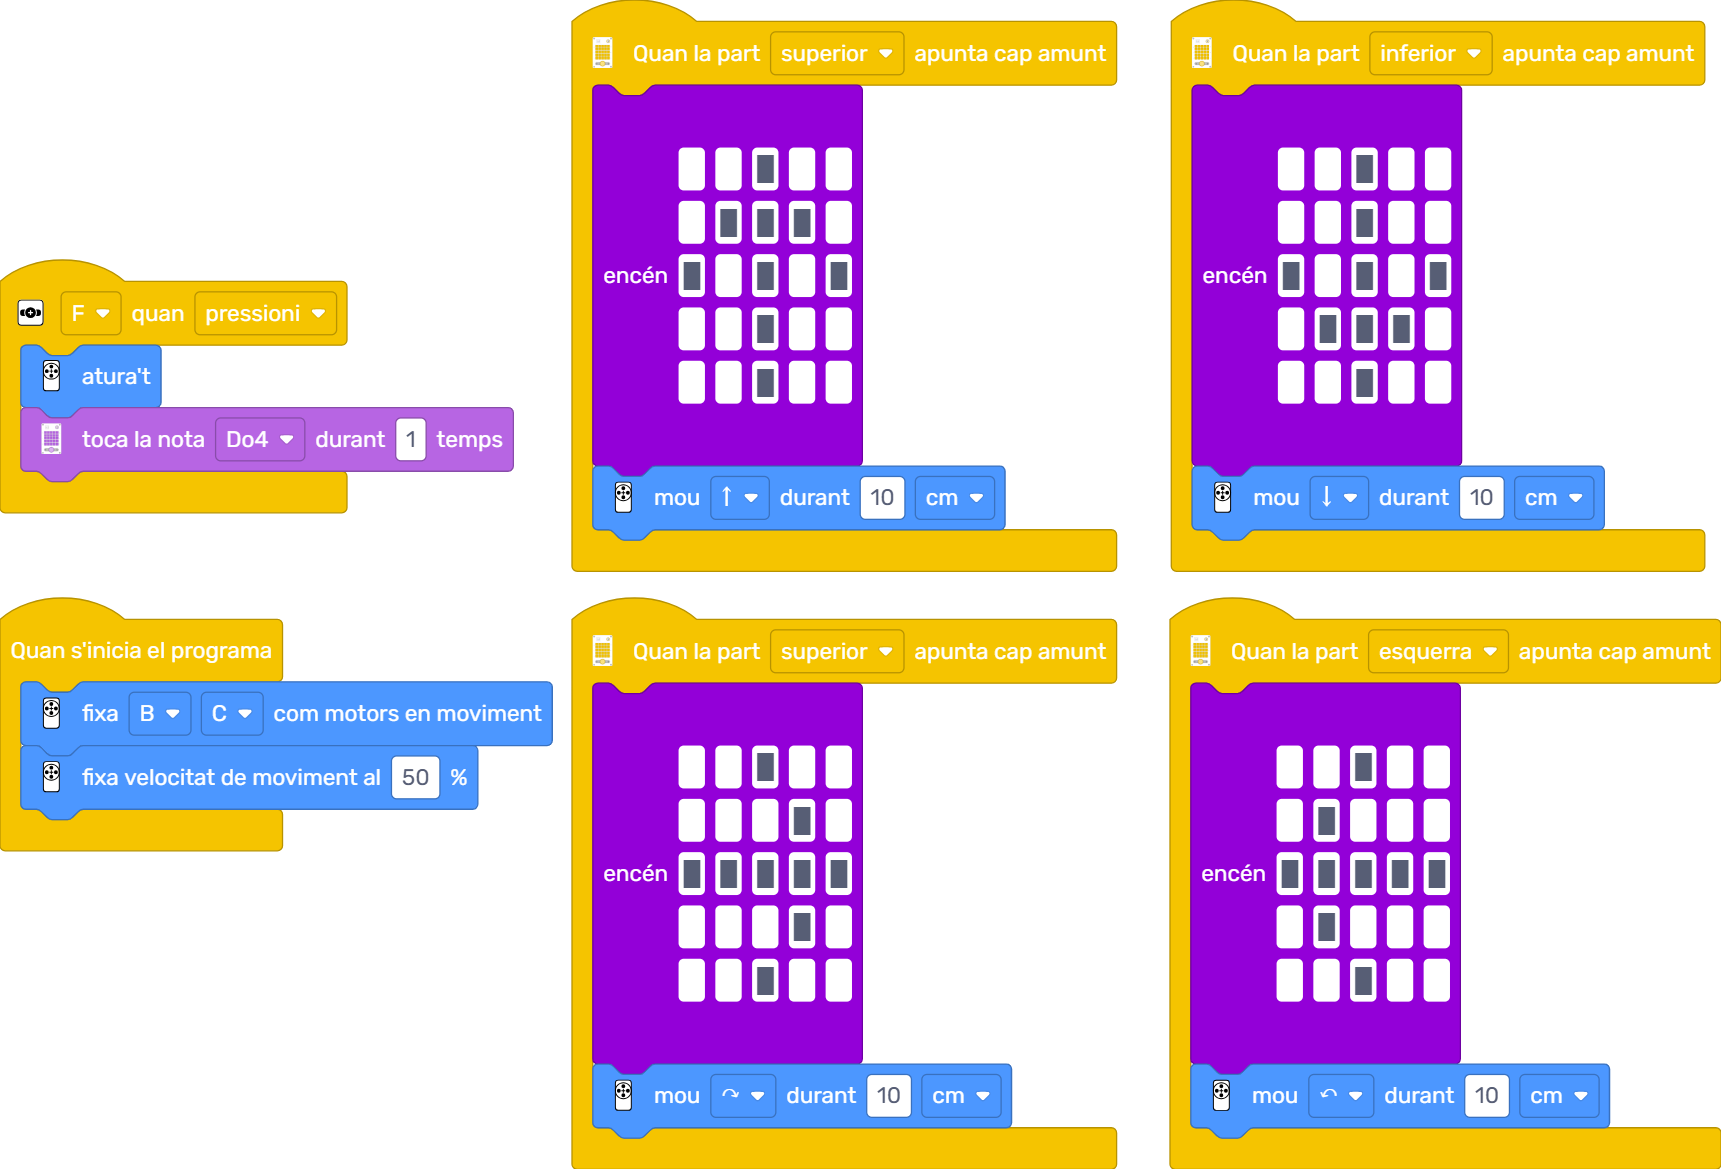 Quan la part superior apunta cap amunt
encén
mou ↑ durant 10 cm
Quan la part inferior apunta cap amunt
encén
mou ↓ durant 10 cm
F quan pressioni
atura't
toca la nota Do4 durant 1 temps
Quan s'inicia el programa
fixa B C com motors en moviment
fixa velocitat de moviment al 50 %
Quan la part superior apunta cap amunt
encén
mou ↷ durant 10 cm
Quan la part esquerra apunta cap amunt
encén
mou ↶ durant 10 cm